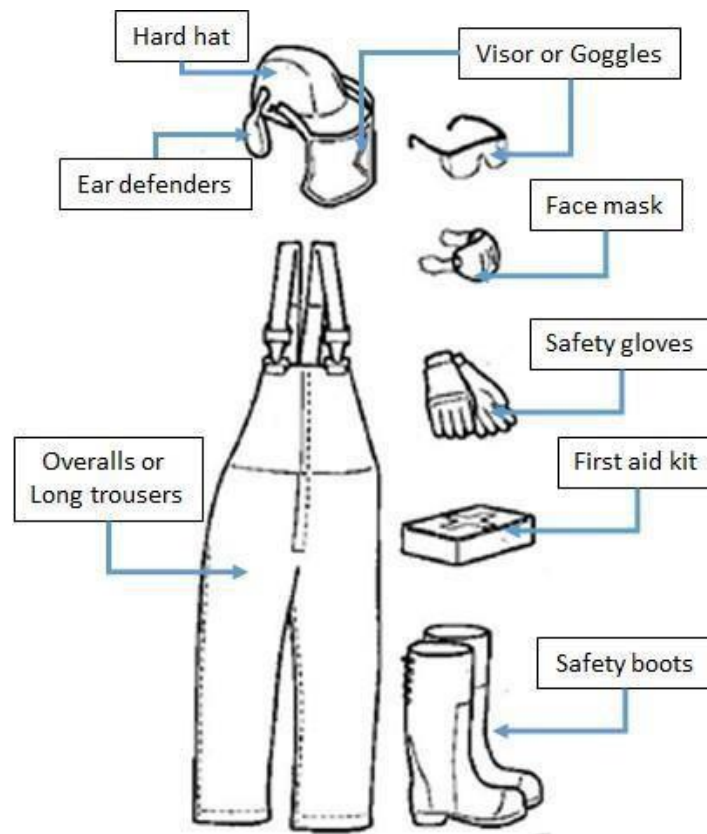 Hard hat
Visor or Goggles
Ear defenders
Face mask
Safety gloves
Overalls or
Long trousers
First aid kit
Safety boots